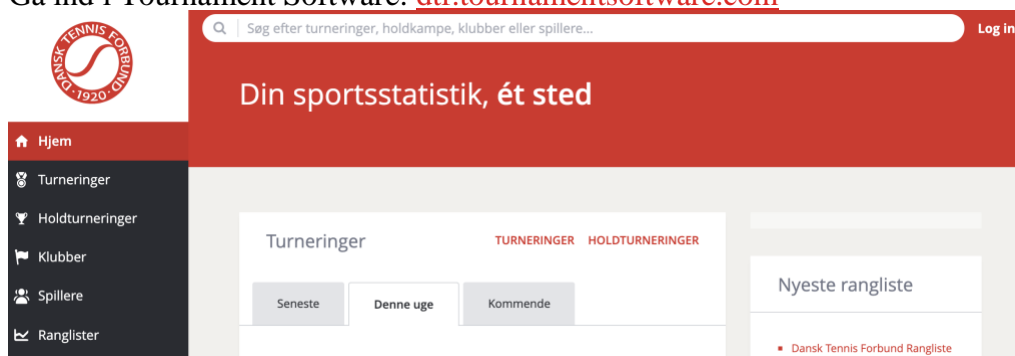 Gå ind i Tournament Software: dtf.tournamentsoftware.com
DANSK TENNIS FORBUND
·1920·
Søg efter turneringer, holdkampe, klubber eller spillere...
Log in
Din sportsstatistik, ét sted
Hjem
Turneringer
Holdturneringer
Klubber
Spillere
Ranglister
Turneringer
TURNERINGER HOLDTURNERINGER
Seneste Denne uge Kommende
Nyeste rangliste
Dansk Tennis Forbund Rangliste